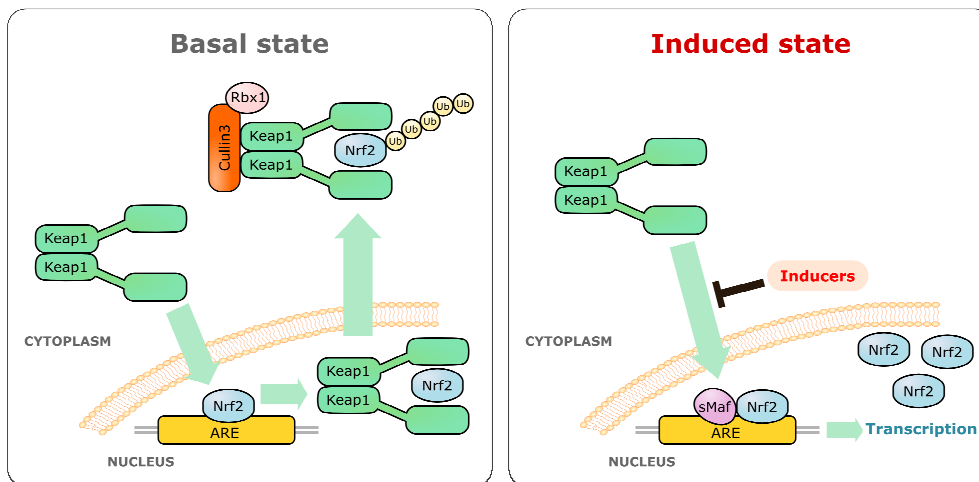 Basal state
Rbx1
Cullin3
Keap1
Keap1
Nrf2
Ub
Ub
Ub
Ub
Ub
Keap1
Keap1
CYTOPLASM
Keap1
Keap1
Nrf2
Nrf2
ARE
NUCLEUS
Induced state
Keap1
Keap1
Inducers
CYTOPLASM
Nrf2
Nrf2
Nrf2
sMaf
Nrf2
ARE
Transcription
NUCLEUS